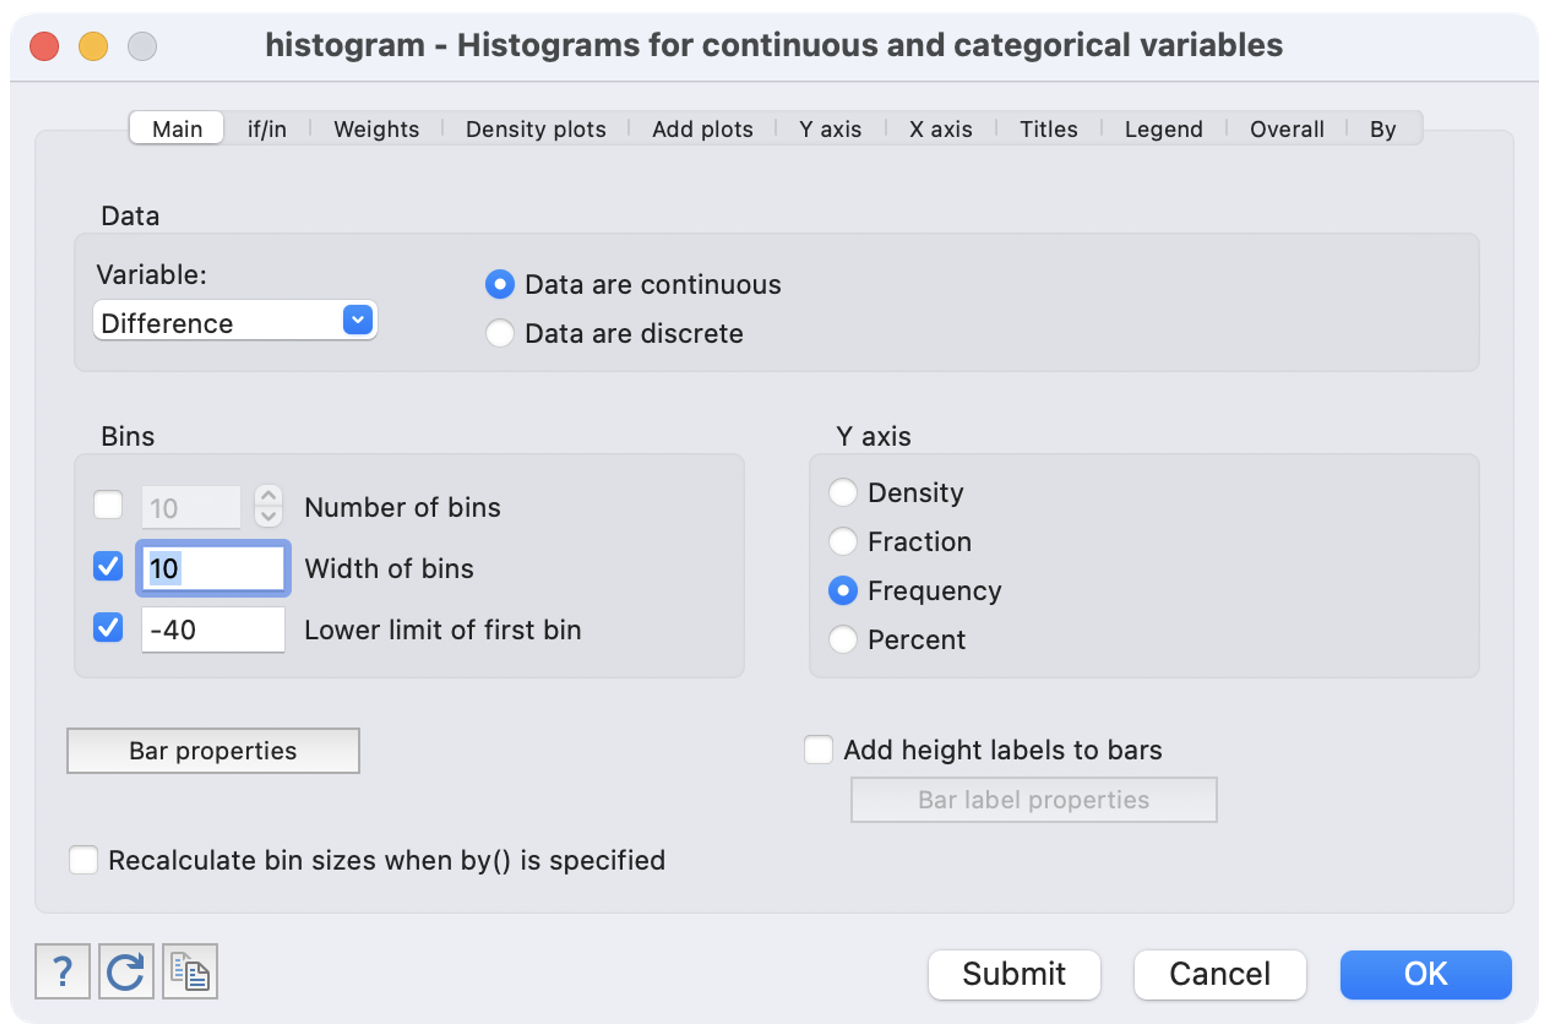 histogram - Histograms for continuous and categorical variables
Main if/in Weights Density plots Add plots Y axis X axis Titles Legend Overall By
Data
Variable:
Difference
Data are continuous
Data are discrete
Bins
10 Number of bins
10 Width of bins
-40 Lower limit of first bin
Y axis
Density
Fraction
Frequency
Percent
Bar properties
Add height labels to bars
Bar label properties
Recalculate bin sizes when by() is specified
?
Submit Cancel OK